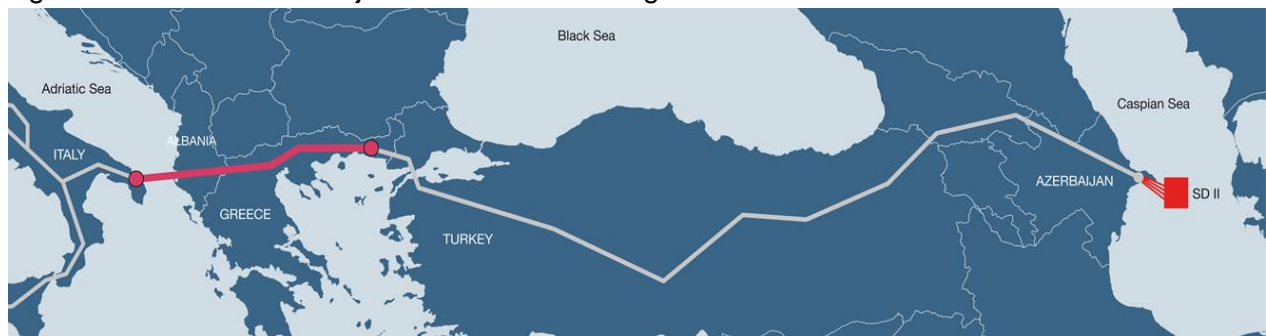 Black Sea
Adriatic Sea
Caspian Sea
ALBANIA
ITALY
AZERBAIJAN
SD II
GREECE
TURKEY